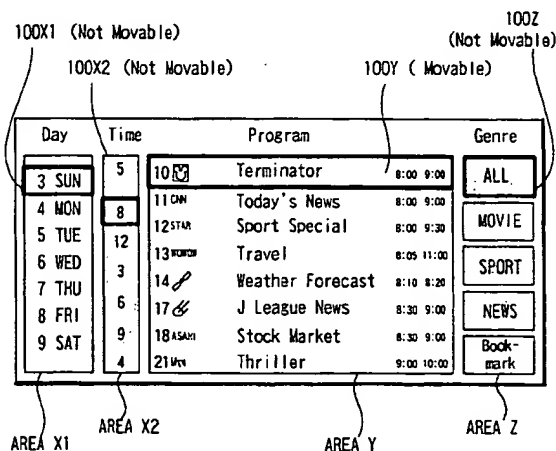 100X1 (Not Movable)
100Z
(Not Movable)
100X2 (Not Movable)
100Y ( Movable)
Day Time Program Genre
3 SUN
4 MON
5 TUE
6 WED
7 THU
8 FRI
9 SAT
5
8
12
3
6
9
4
10 Terminator 8:00 9:00
11 CNN Today's News 8:00 9:00
12 STAR Sport Special 8:00 9:30
13 WOWOW Travel 8:05 11:00
14 Weather Forecast 8:10 8:20
17 J League News 8:30 9:00
18 ASAHI Stock Market 8:30 9:00
21 Thriller 9:00 10:00
ALL
MOVIE
SPORT
NEWS
Book-
mark
AREA X1
AREA X2
AREA Y
AREA Z